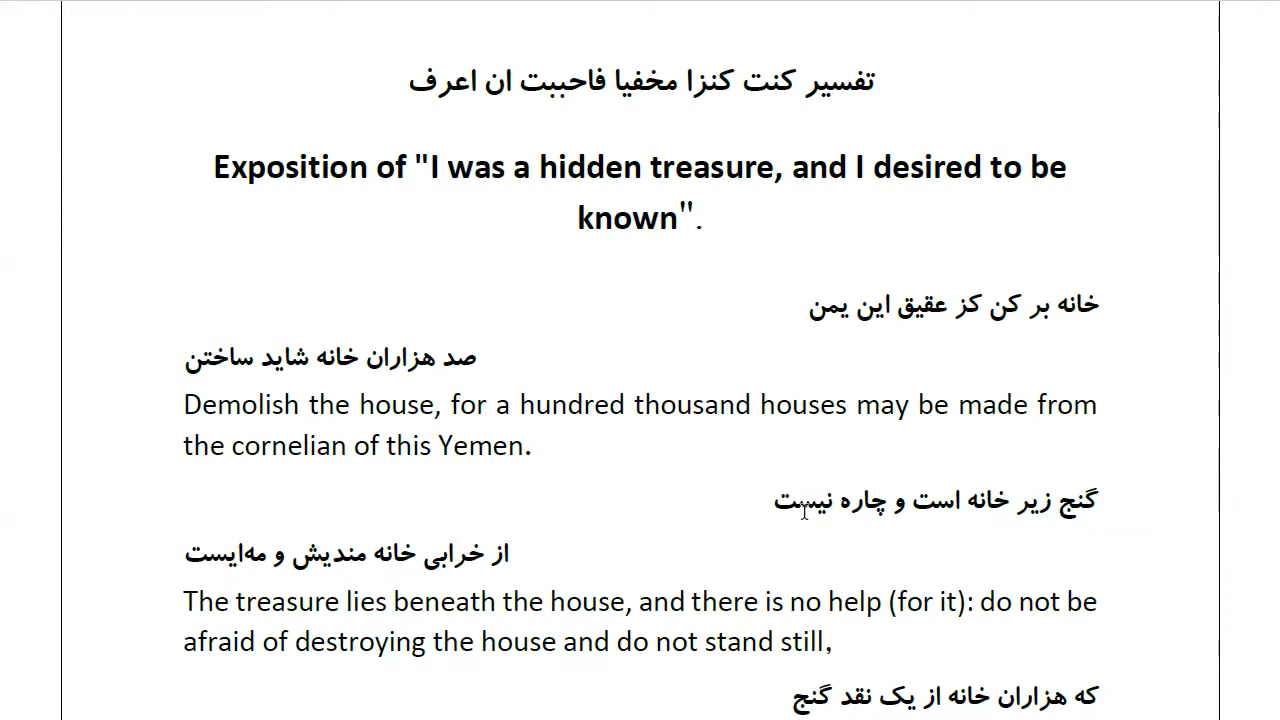 تفسیر کنت کنزا مخفیا فاحببت ان اعرف
Exposition of "I was a hidden treasure, and I desired to be
known".
خانه بر کن کز عقیق این یمن
صد هزاران خانه شاید ساختن
Demolish the house, for a hundred thousand houses may be made from
the cornelian of this Yemen.
گنج زیر خانه است و چاره نیست
از خرابی خانه مندیش و مه‌ایست
The treasure lies beneath the house, and there is no help (for it): do not be
afraid of destroying the house and do not stand still,
که هزاران خانه از یک نقد گنج